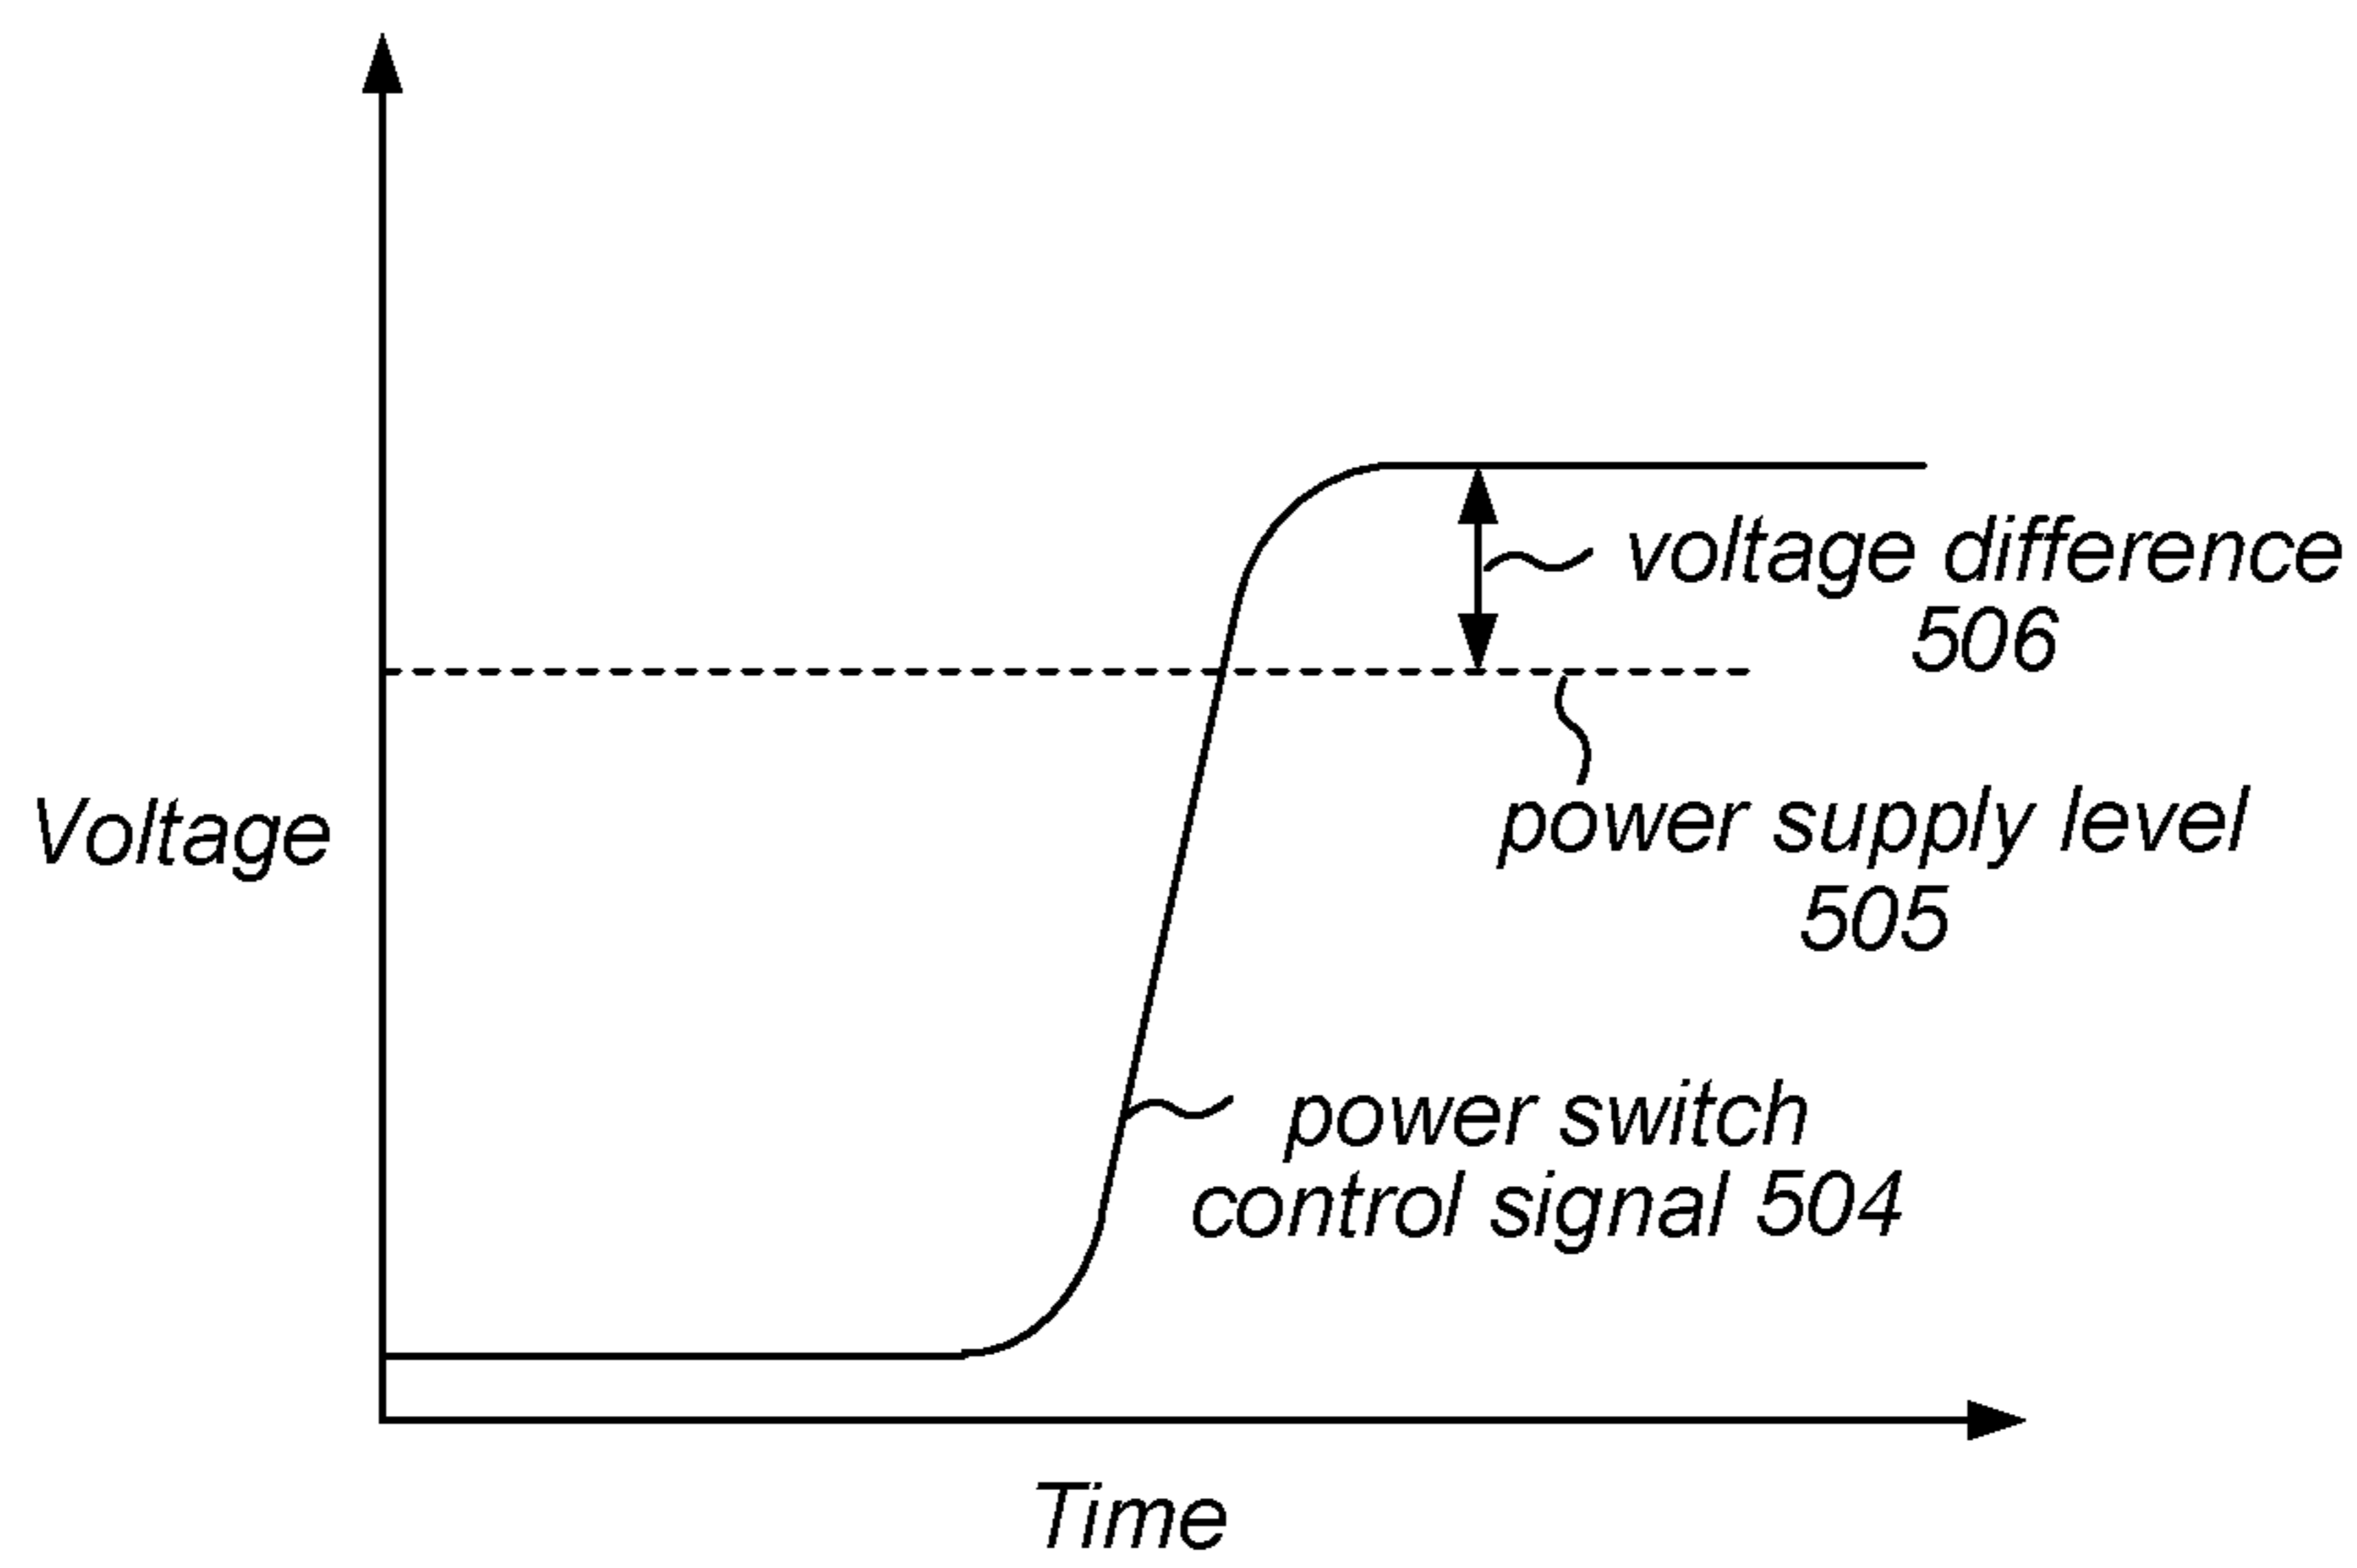 voltage difference
506
Voltage
power supply level
505
power switch
control signal 504
Time